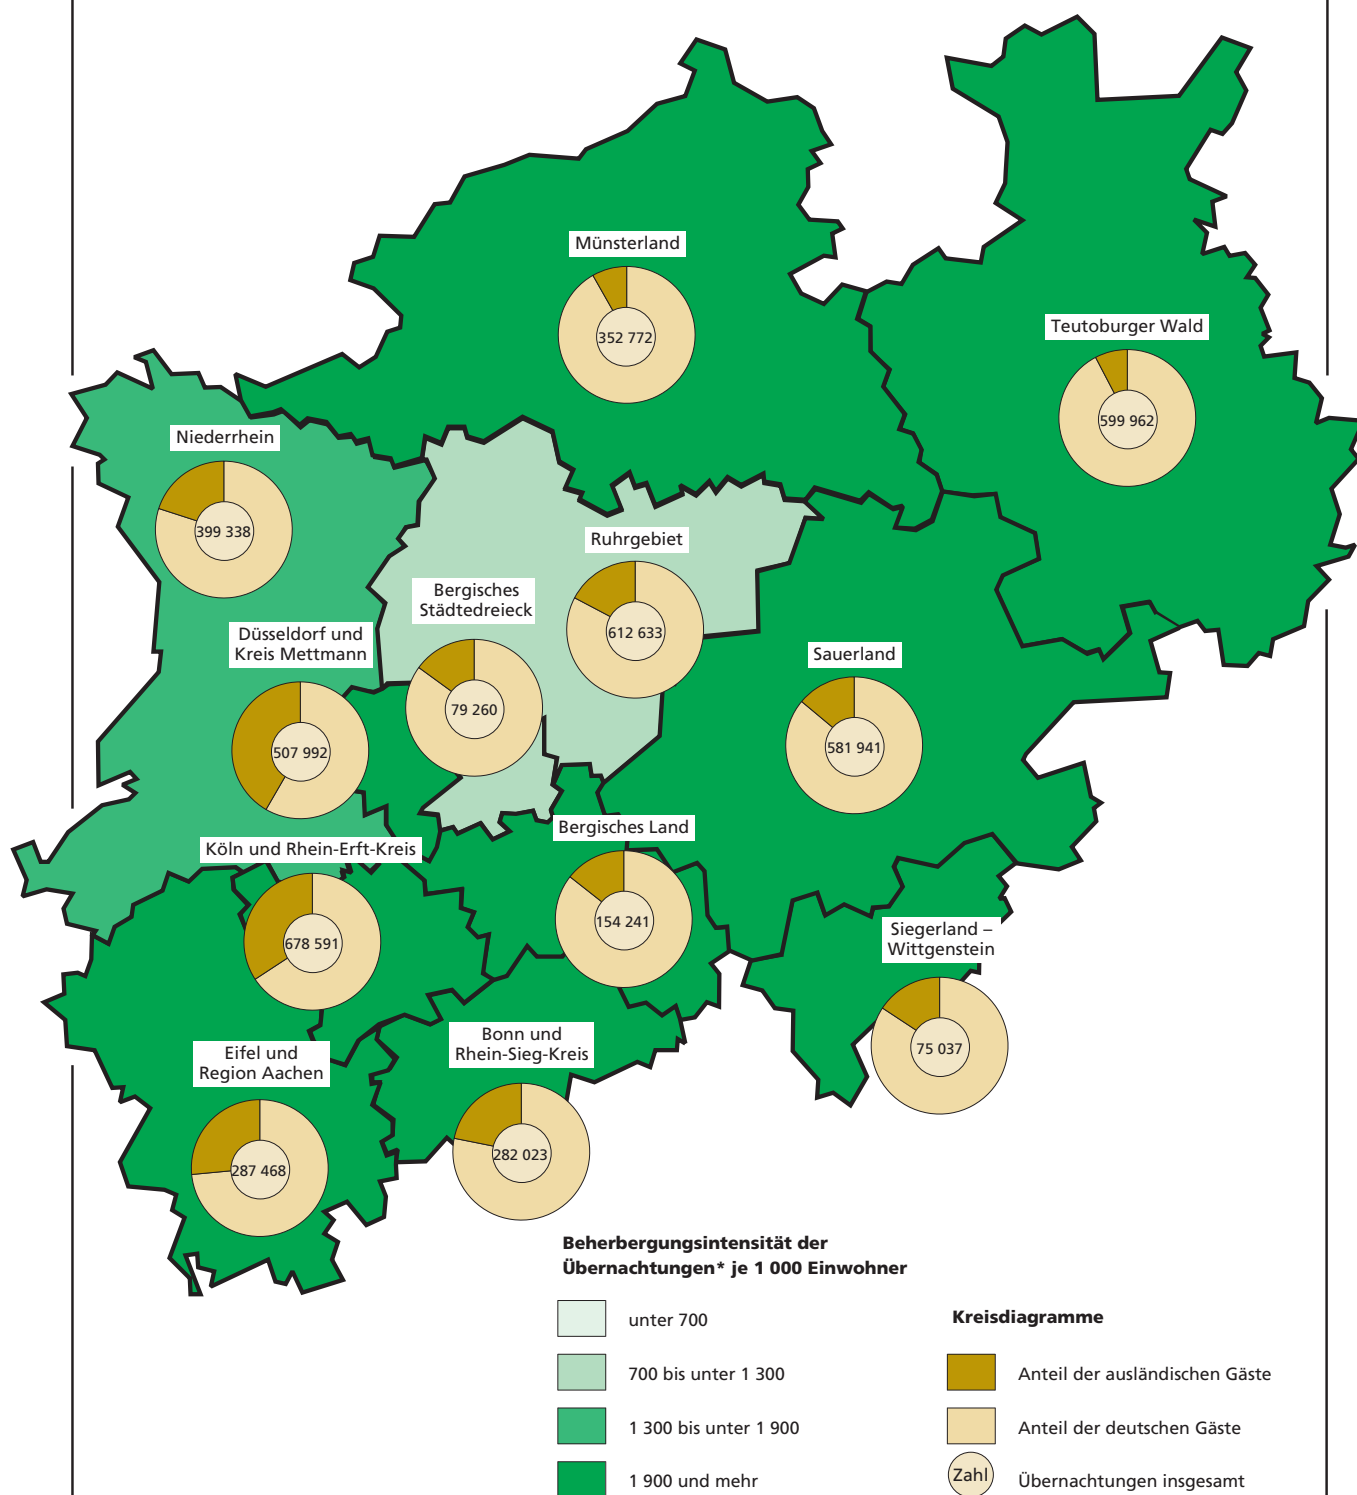 Münsterland
352 772
Teutoburger Wald
599 962
Niederrhein
399 338
Ruhrgebiet
612 633
Bergisches
Städtedreieck
79 260
Düsseldorf und
Kreis Mettmann
507 992
Sauerland
581 941
Bergisches Land
154 241
Köln und Rhein-Erft-Kreis
678 591
Siegerland –
Wittgenstein
75 037
Bonn und
Rhein-Sieg-Kreis
282 023
Eifel und
Region Aachen
287 468
Beherbergungsintensität der
Übernachtungen* je 1 000 Einwohner
unter 700
700 bis unter 1 300
1 300 bis unter 1 900
1 900 und mehr
Kreisdiagramme
Anteil der ausländischen Gäste
Anteil der deutschen Gäste
Zahl
Übernachtungen insgesamt